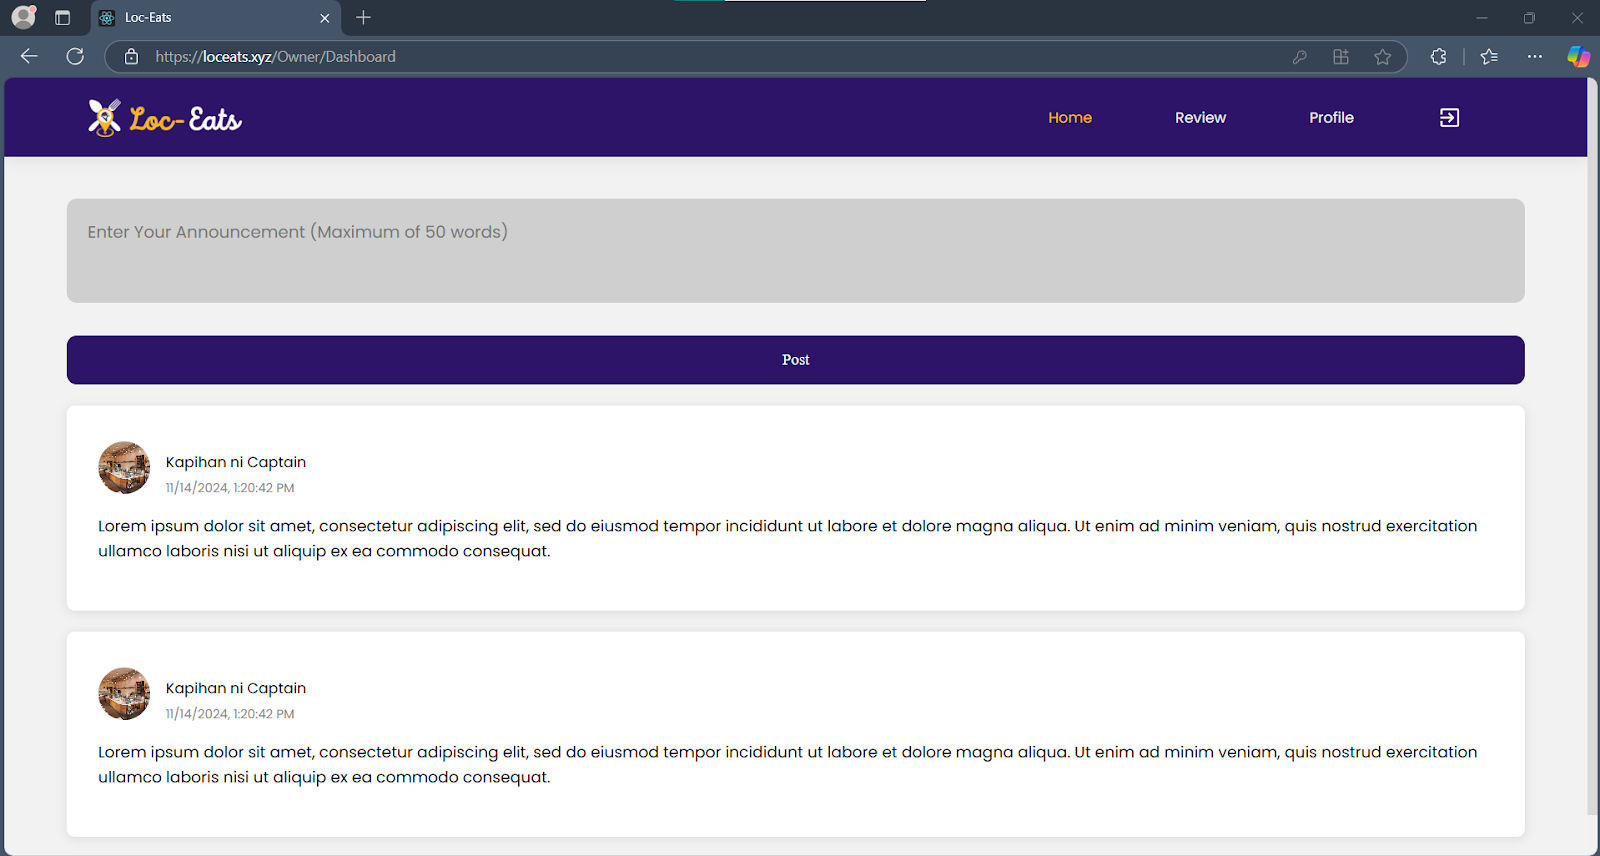 Loc-Eats
https://loceats.xyz/Owner/Dashboard
Loc-Eats
Home
Review
Profile
Enter Your Announcement (Maximum of 50 words)
Post
Kapihan ni Captain
11/14/2024, 1:20:42 PM
Lorem ipsum dolor sit amet, consectetur adipiscing elit, sed do eiusmod tempor incididunt ut labore et dolore magna aliqua. Ut enim ad minim veniam, quis nostrud exercitation
ullamco laboris nisi ut aliquip ex ea commodo consequat.
Kapihan ni Captain
11/14/2024, 1:20:42 PM
Lorem ipsum dolor sit amet, consectetur adipiscing elit, sed do eiusmod tempor incididunt ut labore et dolore magna aliqua. Ut enim ad minim veniam, quis nostrud exercitation
ullamco laboris nisi ut aliquip ex ea commodo consequat.